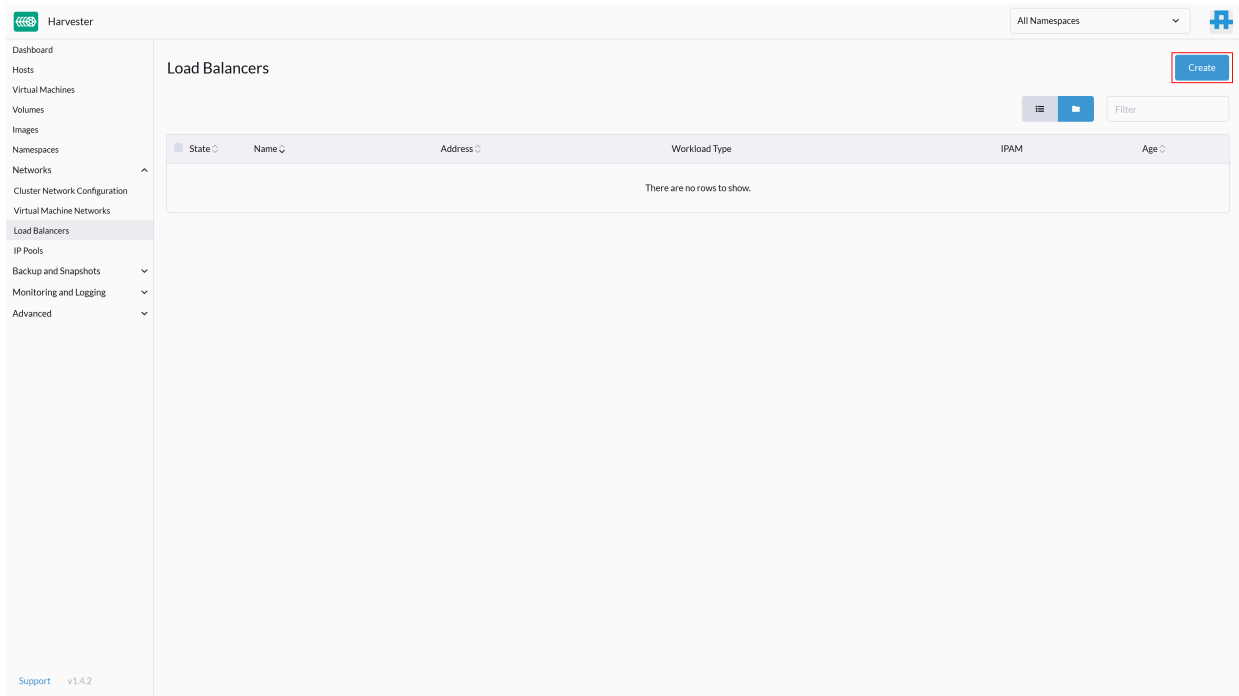 Harvester
All Namespaces
Dashboard
Hosts
Virtual Machines
Volumes
Images
Namespaces
Networks
Cluster Network Configuration
Virtual Machine Networks
Load Balancers
IP Pools
Backup and Snapshots
Monitoring and Logging
Advanced
Support v1.4.2
Load Balancers
Create
Filter
State Name Address Workload Type IPAM Age
There are no rows to show.